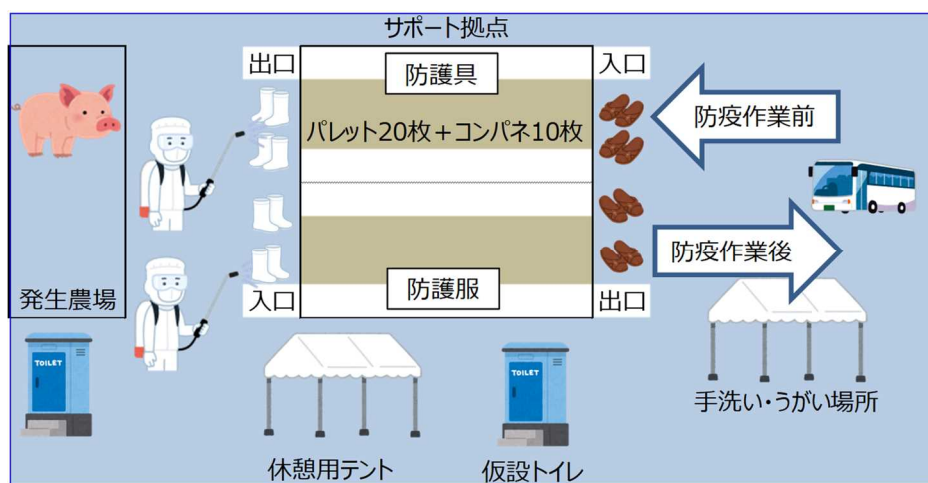 サポート拠点
出口
防護具
入口
パレット20枚+コンパネ10枚
防疫作業前
防疫作業後
発生農場
入口
防護服
出口
TOILET
TOILET
手洗い・うがい場所
休憩用テント
仮設トイレ